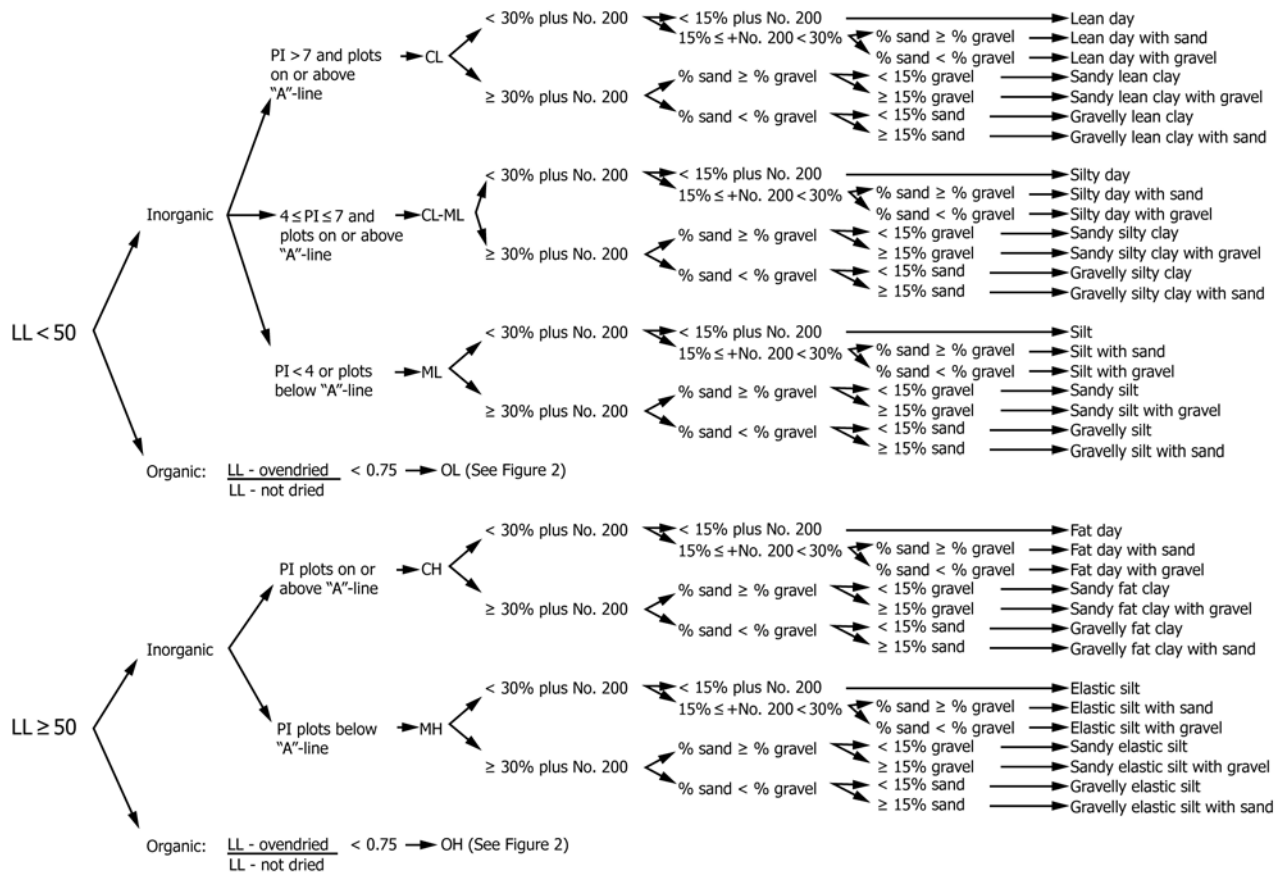 < 30% plus No. 200 < 15% plus No. 200 Lean day
PI > 7 and plots on or above "A"-line CL 15% ≤ +No. 200 < 30% % sand ≥ % gravel Lean day with sand
% sand < % gravel Lean day with gravel
≥ 30% plus No. 200 % sand ≥ % gravel < 15% gravel Sandy lean clay
≥ 15% gravel Sandy lean clay with gravel
% sand < % gravel < 15% sand Gravelly lean clay
≥ 15% sand Gravelly lean clay with sand
< 30% plus No. 200 < 15% plus No. 200 Silty day
Inorganic 4 ≤ PI ≤ 7 and plots on or above "A"-line CL-ML 15% ≤ +No. 200 < 30% % sand ≥ % gravel Silty day with sand
% sand < % gravel Silty day with gravel
≥ 30% plus No. 200 % sand ≥ % gravel < 15% gravel Sandy silty clay
≥ 15% gravel Sandy silty clay with gravel
% sand < % gravel < 15% sand Gravelly silty clay
≥ 15% sand Gravelly silty clay with sand
LL < 50 < 30% plus No. 200 < 15% plus No. 200 Silt
PI < 4 or plots below "A"-line ML 15% ≤ +No. 200 < 30% % sand ≥ % gravel Silt with sand
% sand < % gravel Silt with gravel
≥ 30% plus No. 200 % sand ≥ % gravel < 15% gravel Sandy silt
≥ 15% gravel Sandy silt with gravel
% sand < % gravel < 15% sand Gravelly silt
≥ 15% sand Gravelly silt with sand
Organic: LL - ovendried < 0.75 OL (See Figure 2)
LL - not dried
< 30% plus No. 200 < 15% plus No. 200 Fat day
PI plots on or above "A"-line CH 15% ≤ +No. 200 < 30% % sand ≥ % gravel Fat day with sand
% sand < % gravel Fat day with gravel
≥ 30% plus No. 200 % sand ≥ % gravel < 15% gravel Sandy fat clay
≥ 15% gravel Sandy fat clay with gravel
Inorganic % sand < % gravel < 15% sand Gravelly fat clay
≥ 15% sand Gravelly fat clay with sand
< 30% plus No. 200 < 15% plus No. 200 Elastic silt
LL ≥ 50 PI plots below "A"-line MH 15% ≤ +No. 200 < 30% % sand ≥ % gravel Elastic silt with sand
% sand < % gravel Elastic silt with gravel
≥ 30% plus No. 200 % sand ≥ % gravel < 15% gravel Sandy elastic silt
≥ 15% gravel Sandy elastic silt with gravel
% sand < % gravel < 15% sand Gravelly elastic silt
≥ 15% sand Gravelly elastic silt with sand
Organic: LL - ovendried < 0.75 OH (See Figure 2)
LL - not dried